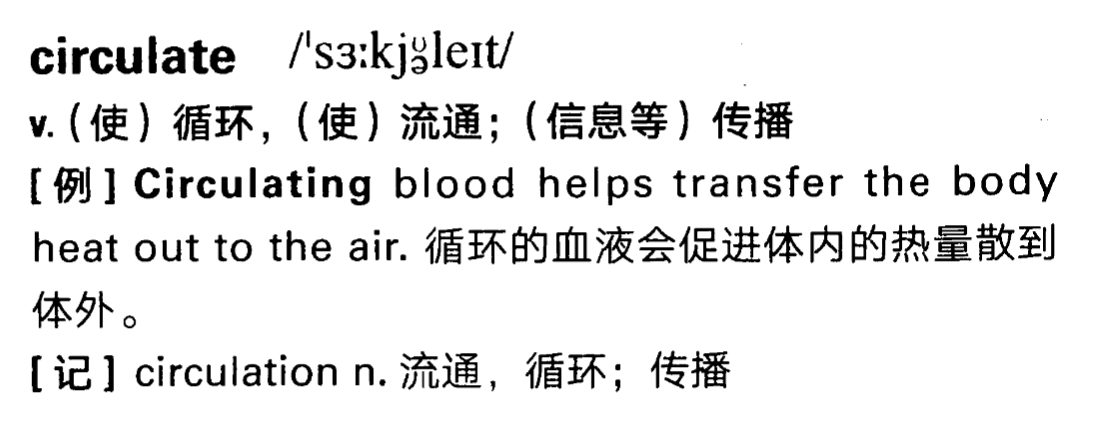 circulate /ˈsɜːkjʊ̈əleɪt/
v.（使）循环，（使）流通；（信息等）传播
[例] Circulating blood helps transfer the body
heat out to the air. 循环的血液会促进体内的热量散到
体外。
[记] circulation n. 流通，循环；传播